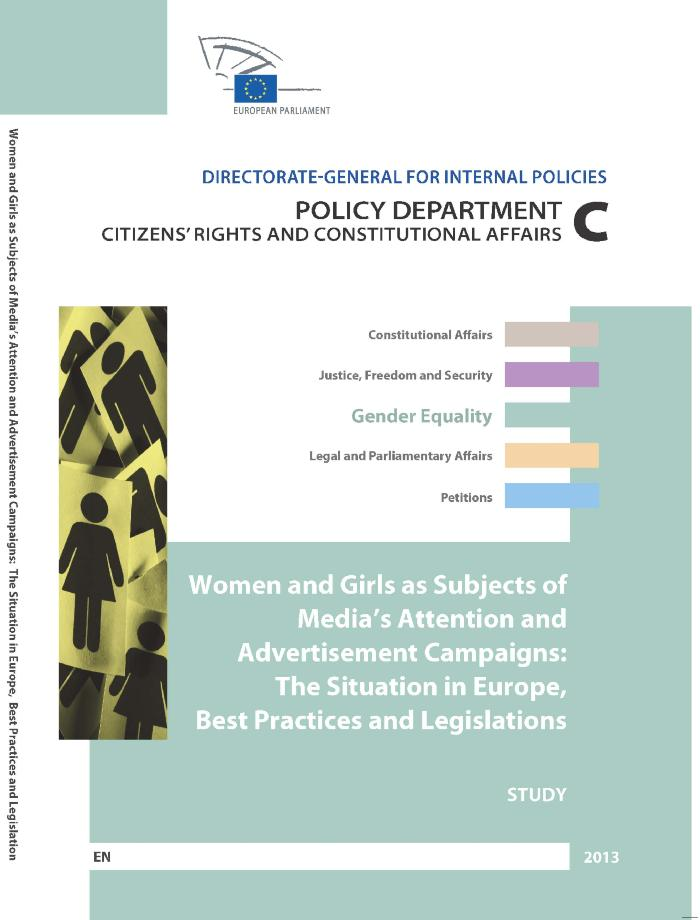 EUROPEAN PARLIAMENT
DIRECTORATE-GENERAL FOR INTERNAL POLICIES
POLICY DEPARTMENT C
CITIZENS' RIGHTS AND CONSTITUTIONAL AFFAIRS
Constitutional Affairs
Justice, Freedom and Security
Gender Equality
Legal and Parliamentary Affairs
Petitions
Women and Girls as Subjects of
Media's Attention and
Advertisement Campaigns:
The Situation in Europe,
Best Practices and Legislations
STUDY
EN
2013
Women and Girls as Subjects of Media's Attention and Advertisement Campaigns: The Situation in Europe, Best Practices and Legislation